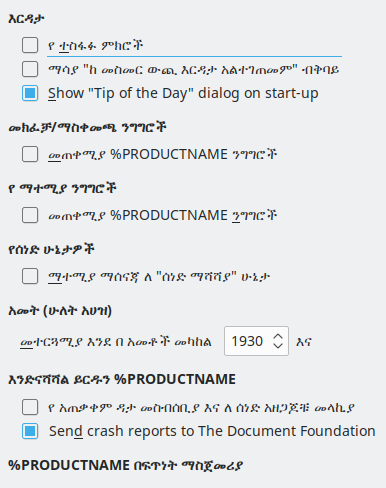 እርዳታ
የ ተስፋፉ ምክሮች
ማሳያ "ከ መስመር ውጪ እርዳታ አልተገጠመም" ብቅባይ
Show "Tip of the Day" dialog on start-up
መክፈቻ/ማስቀመጫ ንግግሮች
መጠቀሚያ %PRODUCTNAME ንግግሮች
የ ማተሚያ ንግግሮች
መጠቀሚያ %PRODUCTNAME ንግግሮች
የሰነድ ሁኔታዎች
ማተሚያ ማሰናጃ ለ "ሰነድ ማሻሻያ" ሁኔታ
አመት (ሁለት አሀዝ)
መተርጓሚያ እንደ በ አመቶች መካከል 1930 እና
እንድናሻሻል ይርዱን %PRODUCTNAME
የ አጠቃቀም ዳታ መስብሰቢያ እና ለ ሰነድ አዘጋጆቹ መላኪያ
Send crash reports to The Document Foundation
%PRODUCTNAME በፍጥነት ማስጀመሪያ